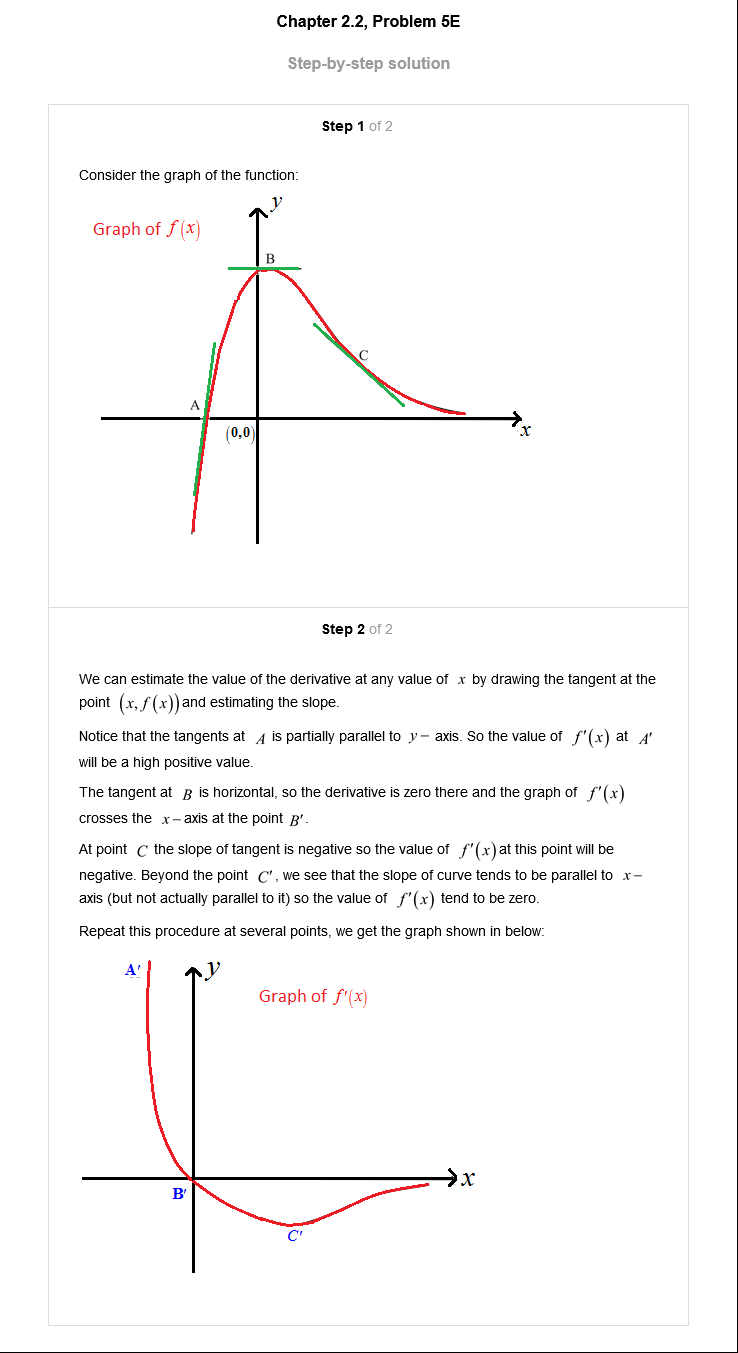 Chapter 2.2, Problem 5E
Step-by-step solution
Step 1 of 2
Consider the graph of the function:
y
Graph of f(x)
B
C
A
(0,0)
x
Step 2 of 2
We can estimate the value of the derivative at any value of x by drawing the tangent at the
point (x, f(x)) and estimating the slope.
Notice that the tangents at A is partially parallel to y– axis. So the value of f'(x) at A'
will be a high positive value.
The tangent at B is horizontal, so the derivative is zero there and the graph of f'(x)
crosses the x–axis at the point B'.
At point C the slope of tangent is negative so the value of f'(x) at this point will be
negative. Beyond the point C', we see that the slope of curve tends to be parallel to x–
axis (but not actually parallel to it) so the value of f'(x) tend to be zero.
Repeat this procedure at several points, we get the graph shown in below:
A'
y
Graph of f'(x)
x
B'
C'